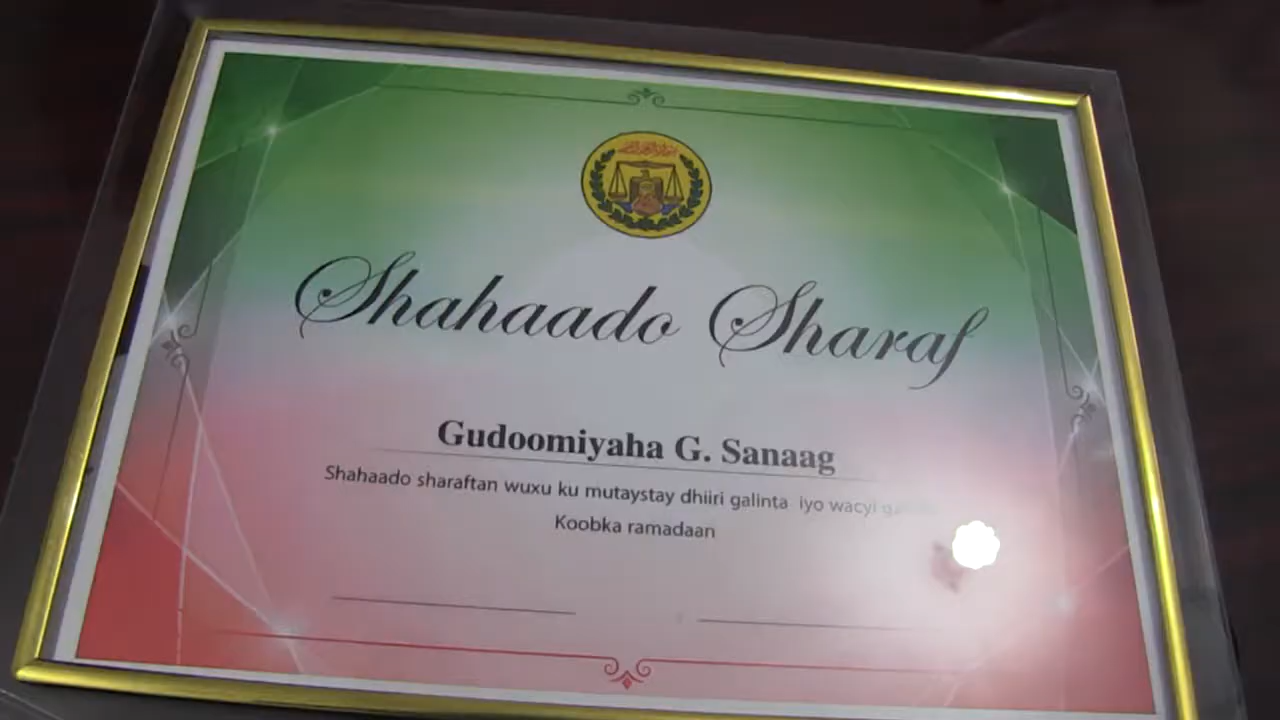 Shahaado Sharaf
Gudoomiyaha G. Sanaag
Shahaado sharaftan wuxu ku mutaystay dhiiri galinta iyo wacyi
Koobka ramadaan